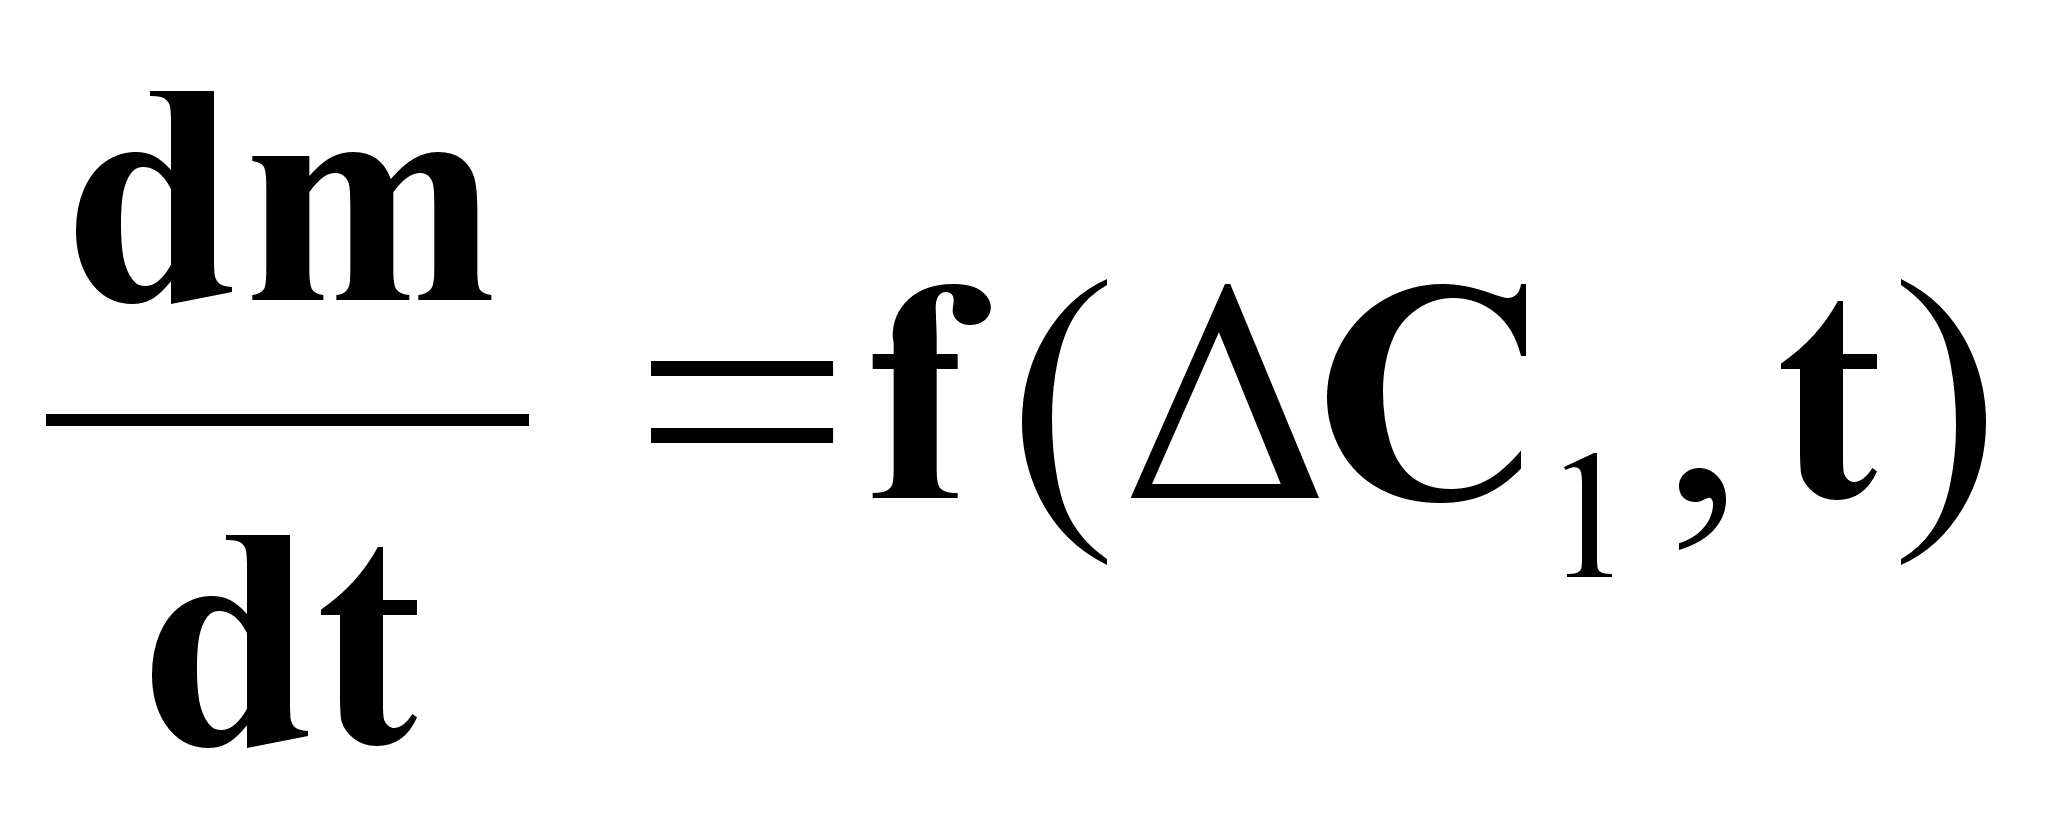 dm/dt = f(ΔC₁, t)